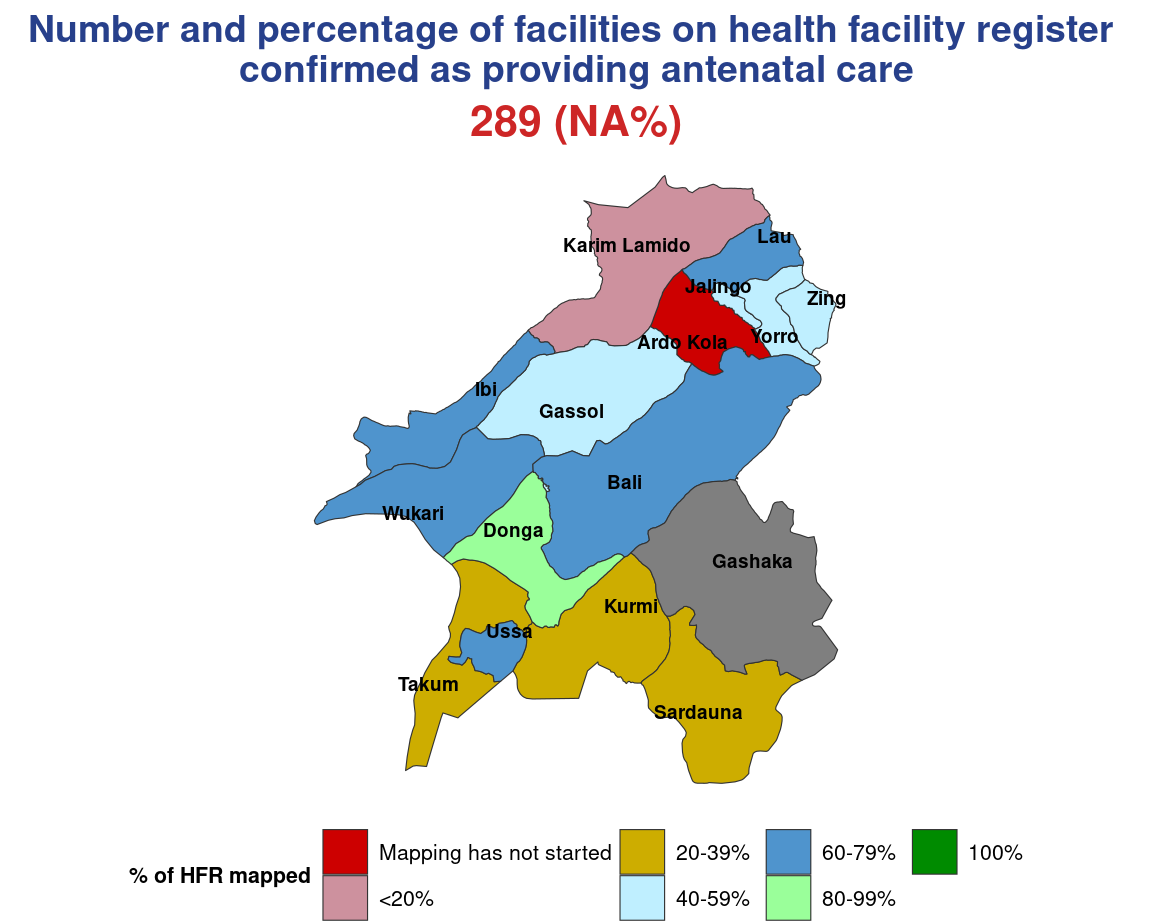 Number and percentage of facilities on health facility register
confirmed as providing antenatal care
289 (NA%)
Karim Lamido
Lau
Jalingo
Zing
Yorro
Ardo Kola
Ibi
Gassol
Bali
Wukari
Donga
Gashaka
Kurmi
Ussa
Takum
Sardauna
% of HFR mapped
Mapping has not started
<20%
20-39%
40-59%
60-79%
80-99%
100%